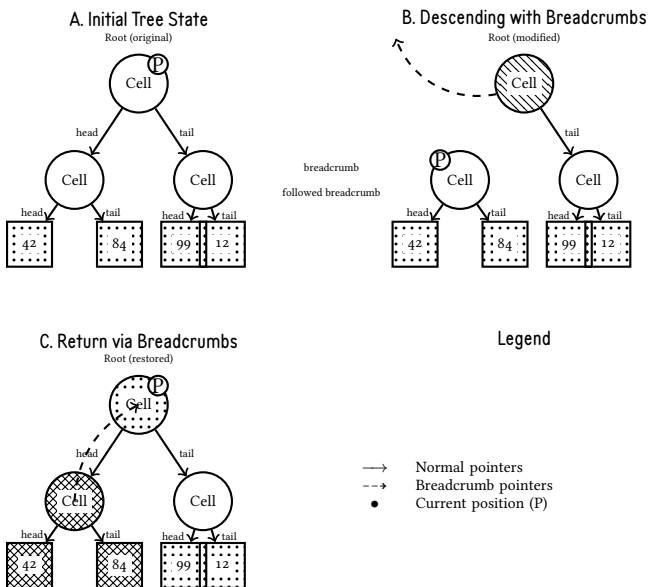 A. Initial Tree State
Root (original)
P
Cell
head
tail
Cell
Cell
head
tail
head
tail
42
84
99
12
breadcrumb
followed breadcrumb
B. Descending with Breadcrumbs
Root (modified)
Cell
tail
P
Cell
Cell
head
tail
head
tail
42
84
99
12
C. Return via Breadcrumbs
Root (restored)
P
Cell
head
tail
Cell
Cell
head
tail
head
tail
42
84
99
12
Legend
Normal pointers
Breadcrumb pointers
Current position (P)